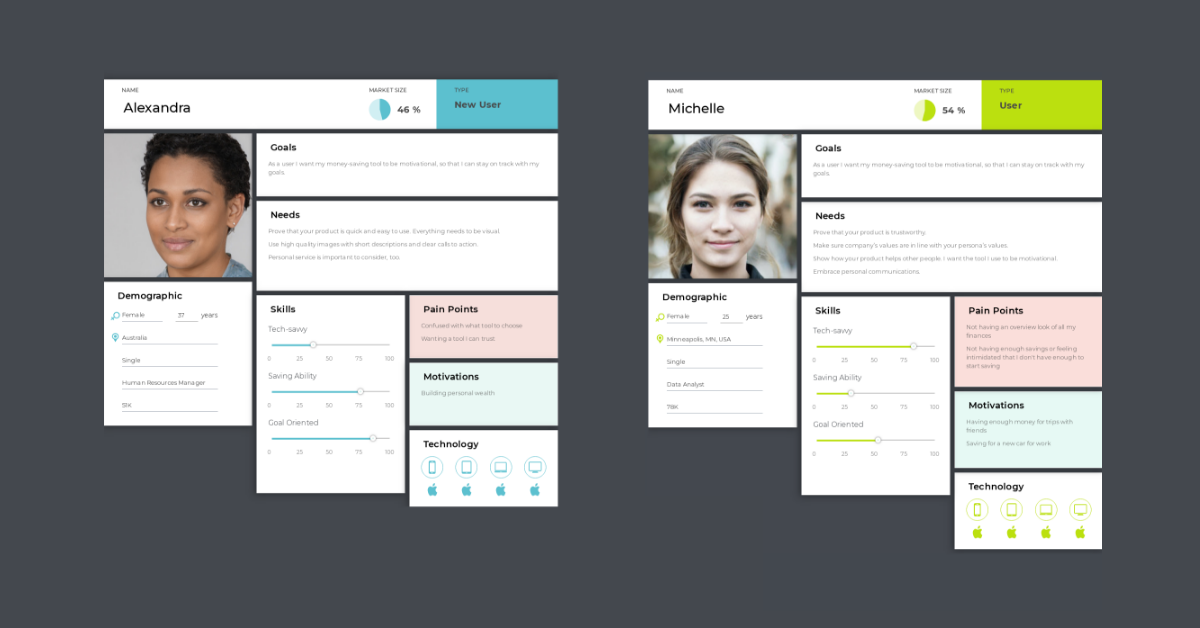 NAME
Alexandra
MARKET SIZE
46 %
TYPE
New User
Goals
As a user I want my money-saving tool to be motivational, so that I can stay on track with my
goals.
Needs
Prove that your product is quick and easy to use. Everything needs to be visual.
Use high quality images with short descriptions and clear calls to action.
Personal service is important to consider, too.
Demographic
Female 37 years
Australia
Single
Human Resources Manager
51K
Skills
Tech-savvy
0 25 50 75 100
Saving Ability
0 25 50 75 100
Goal Oriented
0 25 50 75 100
Pain Points
Confused with what tool to choose
Wanting a tool I can trust
Motivations
Building personal wealth
Technology
NAME
Michelle
MARKET SIZE
54 %
TYPE
User
Goals
As a user I want my money-saving tool to be motivational, so that I can stay on track with my
goals.
Needs
Prove that your product is trustworthy.
Make sure company's values are in line with your persona's values.
Show how your product helps other people. I want the tool I use to be motivational.
Embrace personal communications.
Demographic
Female 25 years
Minneapolis, MN, USA
Single
Data Analyst
78K
Skills
Tech-savvy
0 25 50 75 100
Saving Ability
0 25 50 75 100
Goal Oriented
0 25 50 75 100
Pain Points
Not having an overview look of all my
finances
Not having enough savings or feeling
intimidated that I don't have enough to
start saving
Motivations
Having enough money for trips with
friends
Saving for a new car for work
Technology